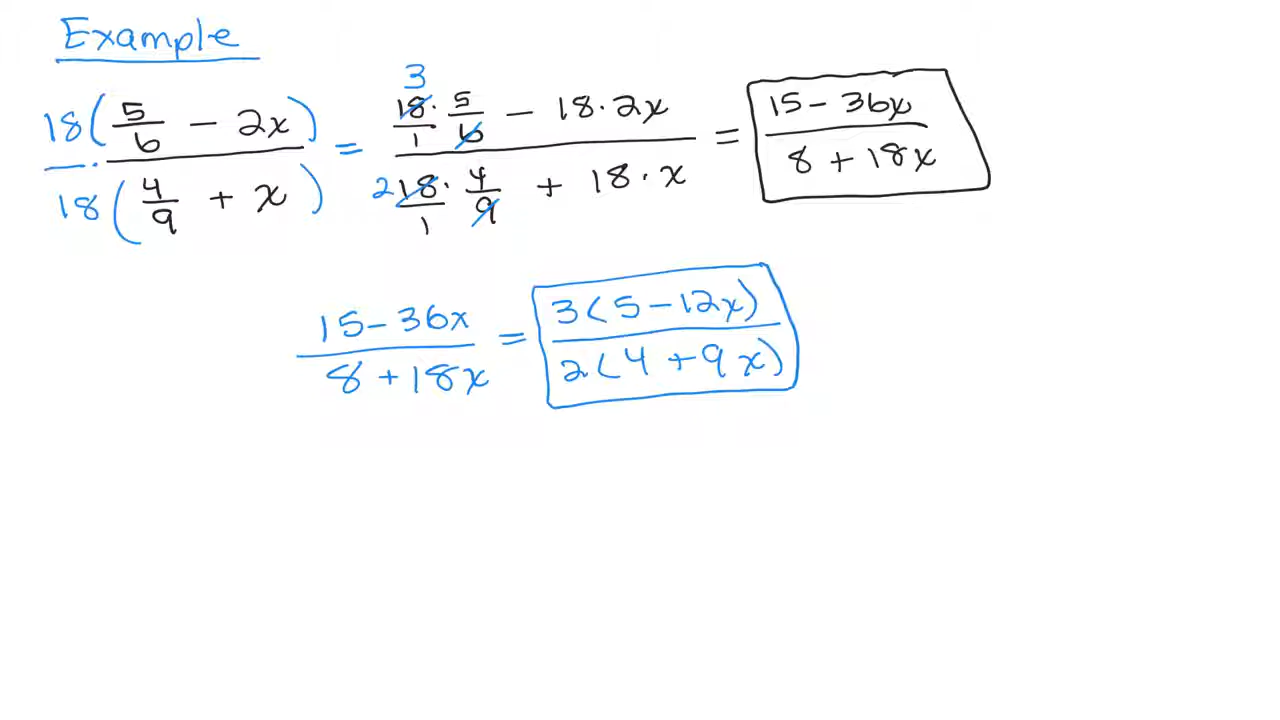 Example
18(5/6 - 2x) / 18(4/9 + x) = (3 18/1 · 5/6 - 18·2x) / (2 18/1 · 4/9 + 18·x) = (15 - 36x) / (8 + 18x)
(15 - 36x) / (8 + 18x) = 3(5 - 12x) / 2(4 + 9x)